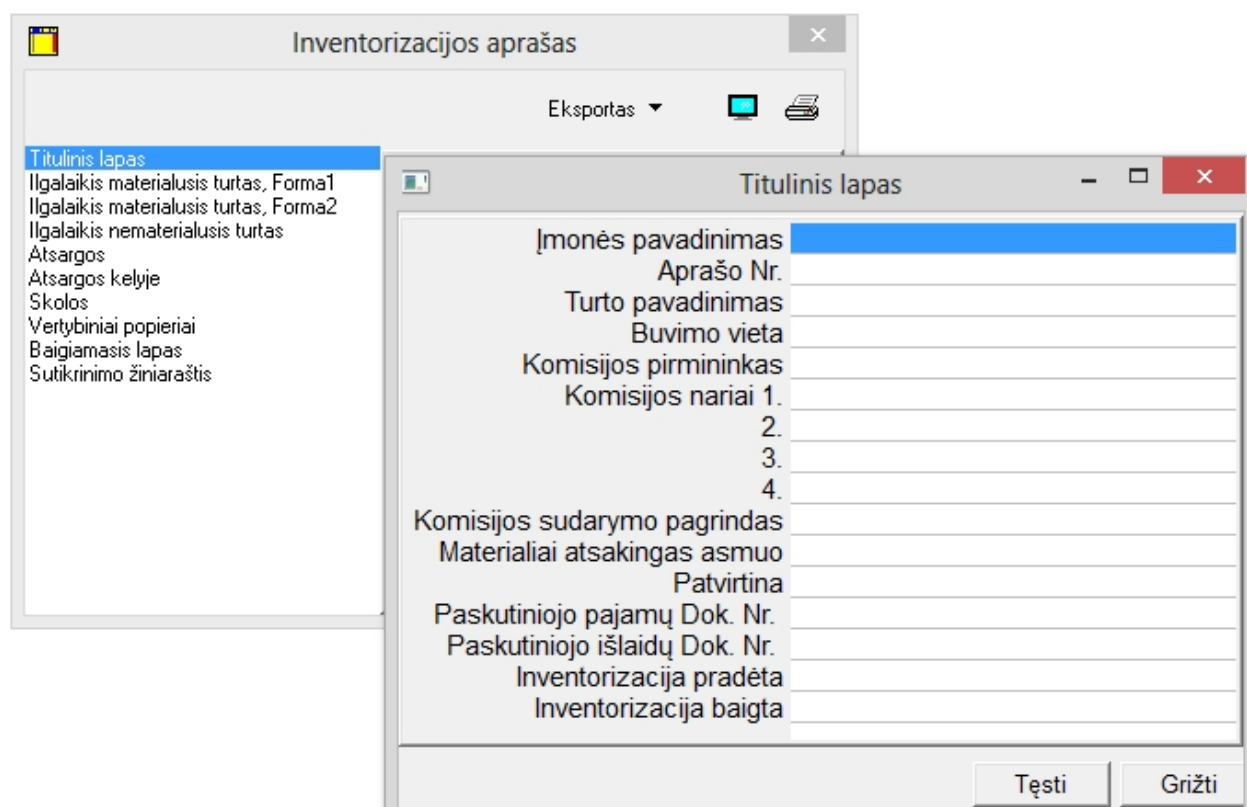 Inventorizacijos aprašas
Eksportas
Titulinis lapas
Ilgalaikis materialusis turtas, Forma1
Ilgalaikis materialusis turtas, Forma2
Ilgalaikis nematerialusis turtas
Atsargos
Atsargos kelyje
Skolos
Vertybiniai popieriai
Baigiamasis lapas
Sutikrinimo žiniaraštis
Titulinis lapas
Įmonės pavadinimas
Aprašo Nr.
Turto pavadinimas
Buvimo vieta
Komisijos pirmininkas
Komisijos nariai 1.
2.
3.
4.
Komisijos sudarymo pagrindas
Materialiai atsakingas asmuo
Patvirtina
Paskutiniojo pajamų Dok. Nr.
Paskutiniojo išlaidų Dok. Nr.
Inventorizacija pradėta
Inventorizacija baigta
Tęsti Grižti